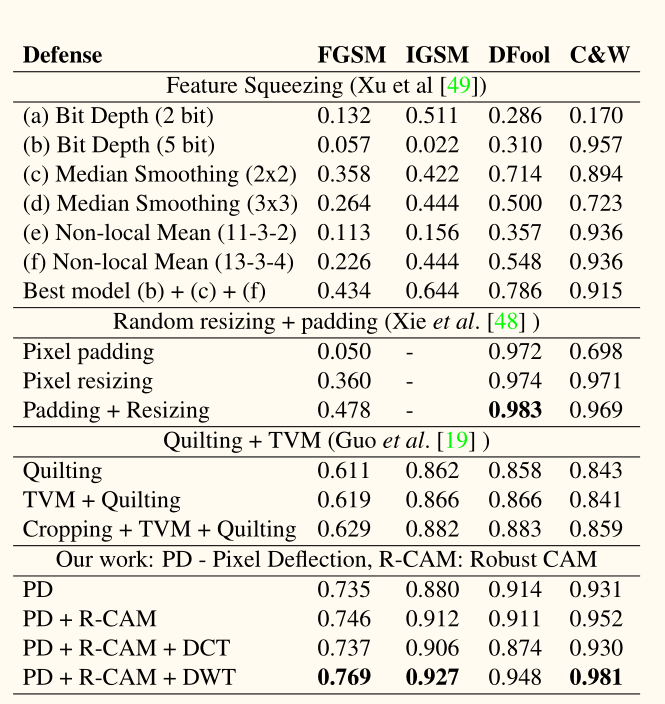 Defense FGSM IGSM DFool C&W
Feature Squeezing (Xu et al [49])
(a) Bit Depth (2 bit) 0.132 0.511 0.286 0.170
(b) Bit Depth (5 bit) 0.057 0.022 0.310 0.957
(c) Median Smoothing (2x2) 0.358 0.422 0.714 0.894
(d) Median Smoothing (3x3) 0.264 0.444 0.500 0.723
(e) Non-local Mean (11-3-2) 0.113 0.156 0.357 0.936
(f) Non-local Mean (13-3-4) 0.226 0.444 0.548 0.936
Best model (b) + (c) + (f) 0.434 0.644 0.786 0.915
Random resizing + padding (Xie et al. [48] )
Pixel padding 0.050 - 0.972 0.698
Pixel resizing 0.360 - 0.974 0.971
Padding + Resizing 0.478 - 0.983 0.969
Quilting + TVM (Guo et al. [19] )
Quilting 0.611 0.862 0.858 0.843
TVM + Quilting 0.619 0.866 0.866 0.841
Cropping + TVM + Quilting 0.629 0.882 0.883 0.859
Our work: PD - Pixel Deflection, R-CAM: Robust CAM
PD 0.735 0.880 0.914 0.931
PD + R-CAM 0.746 0.912 0.911 0.952
PD + R-CAM + DCT 0.737 0.906 0.874 0.930
PD + R-CAM + DWT 0.769 0.927 0.948 0.981